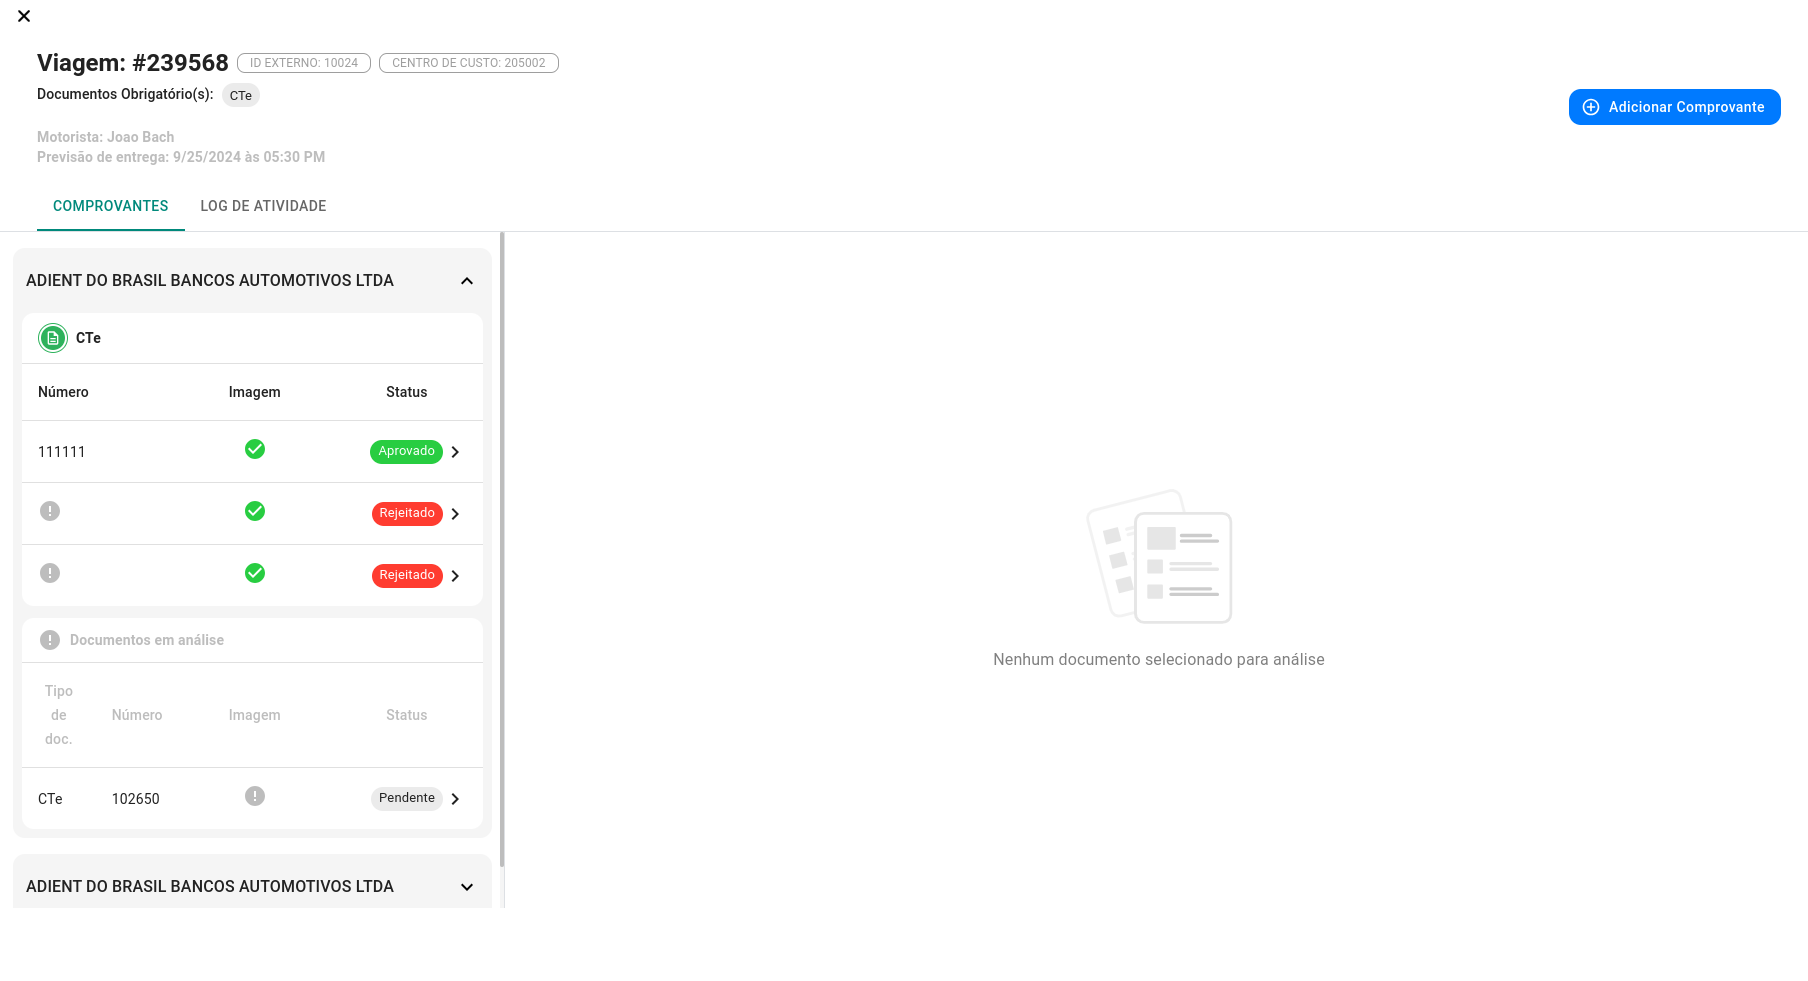 Viagem: #239568 ID EXTERNO: 10024 CENTRO DE CUSTO: 205002
Documentos Obrigatório(s): CTe
Adicionar Comprovante
Motorista: Joao Bach
Previsão de entrega: 9/25/2024 às 05:30 PM
COMPROVANTES LOG DE ATIVIDADE
ADIENT DO BRASIL BANCOS AUTOMOTIVOS LTDA
CTe
Número Imagem Status
111111 Aprovado
Rejeitado
Rejeitado
Documentos em análise
Tipo de doc. Número Imagem Status
CTe 102650 Pendente
ADIENT DO BRASIL BANCOS AUTOMOTIVOS LTDA
Nenhum documento selecionado para análise